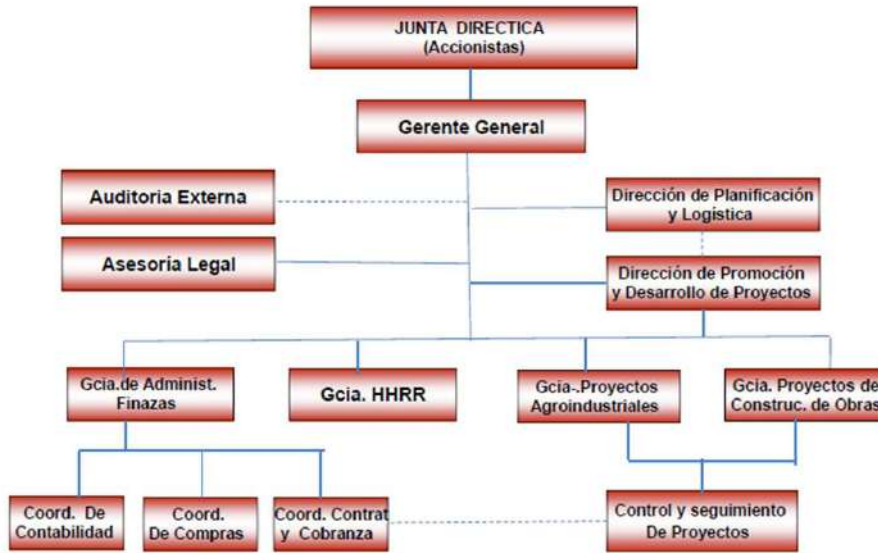 JUNTA DIRECTICA
(Accionistas)
Gerente General
Auditoria Externa
Dirección de Planificación
y Logística
Asesoría Legal
Dirección de Promoción
y Desarrollo de Proyectos
Gcia.de Administ.
Finazas
Gcia. HHRR
Gcia-.Proyectos
Agroindustriales
Gcia. Proyectos de
Construc. de Obras
Coord. De
Contabilidad
Coord.
De Compras
Coord. Contrat
y Cobranza
Control y seguimiento
De Proyectos